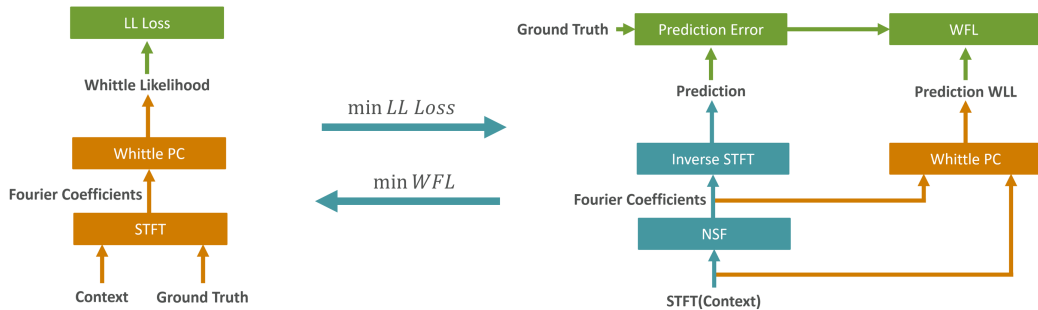 LL Loss
Whittle Likelihood
Whittle PC
Fourier Coefficients
STFT
Context
Ground Truth
min LL Loss
min WFL
Ground Truth
Prediction Error
WFL
Prediction
Prediction WLL
Inverse STFT
Whittle PC
Fourier Coefficients
NSF
STFT(Context)